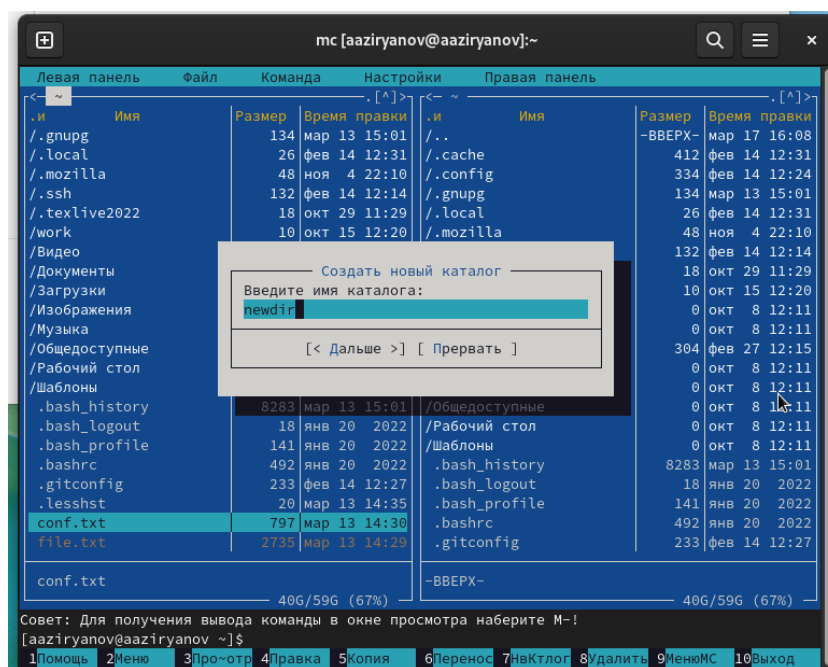 mc [aaziryanov@aaziryanov]:~
Левая панель Файл Команда Настройки Правая панель
<— ~ .[^]> <— ~ .[^]>
.и Имя Размер Время правки .и Имя Размер Время правки
/.gnupg 134 мар 13 15:01 /.. -ВВЕРХ- мар 17 16:08
/.local 26 фев 14 12:31 /.cache 412 фев 14 12:31
/.mozilla 48 ноя 4 22:10 /.config 334 фев 14 12:24
/.ssh 132 фев 14 12:14 /.gnupg 134 мар 13 15:01
/.texlive2022 18 окт 29 11:29 /.local 26 фев 14 12:31
/work 10 окт 15 12:20 /.mozilla 48 ноя 4 22:10
/Видео 132 фев 14 12:14
/Документы Создать новый каталог 18 окт 29 11:29
/Загрузки Введите имя каталога: 10 окт 15 12:20
/Изображения newdir 0 окт 8 12:11
/Музыка 0 окт 8 12:11
/Общедоступные [< Дальше >] [ Прервать ] 304 фев 27 12:15
/Рабочий стол 0 окт 8 12:11
/Шаблоны 0 окт 8 12:11
.bash_history 8283 мар 13 15:01 /Общедоступные 0 окт 8 12:11
.bash_logout 18 янв 20 2022 /Рабочий стол 0 окт 8 12:11
.bash_profile 141 янв 20 2022 /Шаблоны 0 окт 8 12:11
.bashrc 492 янв 20 2022 .bash_history 8283 мар 13 15:01
.gitconfig 233 фев 14 12:27 .bash_logout 18 янв 20 2022
.lesshst 20 мар 13 14:35 .bash_profile 141 янв 20 2022
conf.txt 797 мар 13 14:30 .bashrc 492 янв 20 2022
file.txt 2735 мар 13 14:29 .gitconfig 233 фев 14 12:27
conf.txt -ВВЕРХ-
40G/59G (67%) 40G/59G (67%)
Совет: Для получения вывода команды в окне просмотра наберите M-!
[aaziryanov@aaziryanov ~]$
1Помощь 2Меню 3Про~отр 4Правка 5Копия 6Перенос 7НвКтлог 8Удалить 9МенюMC 10Выход